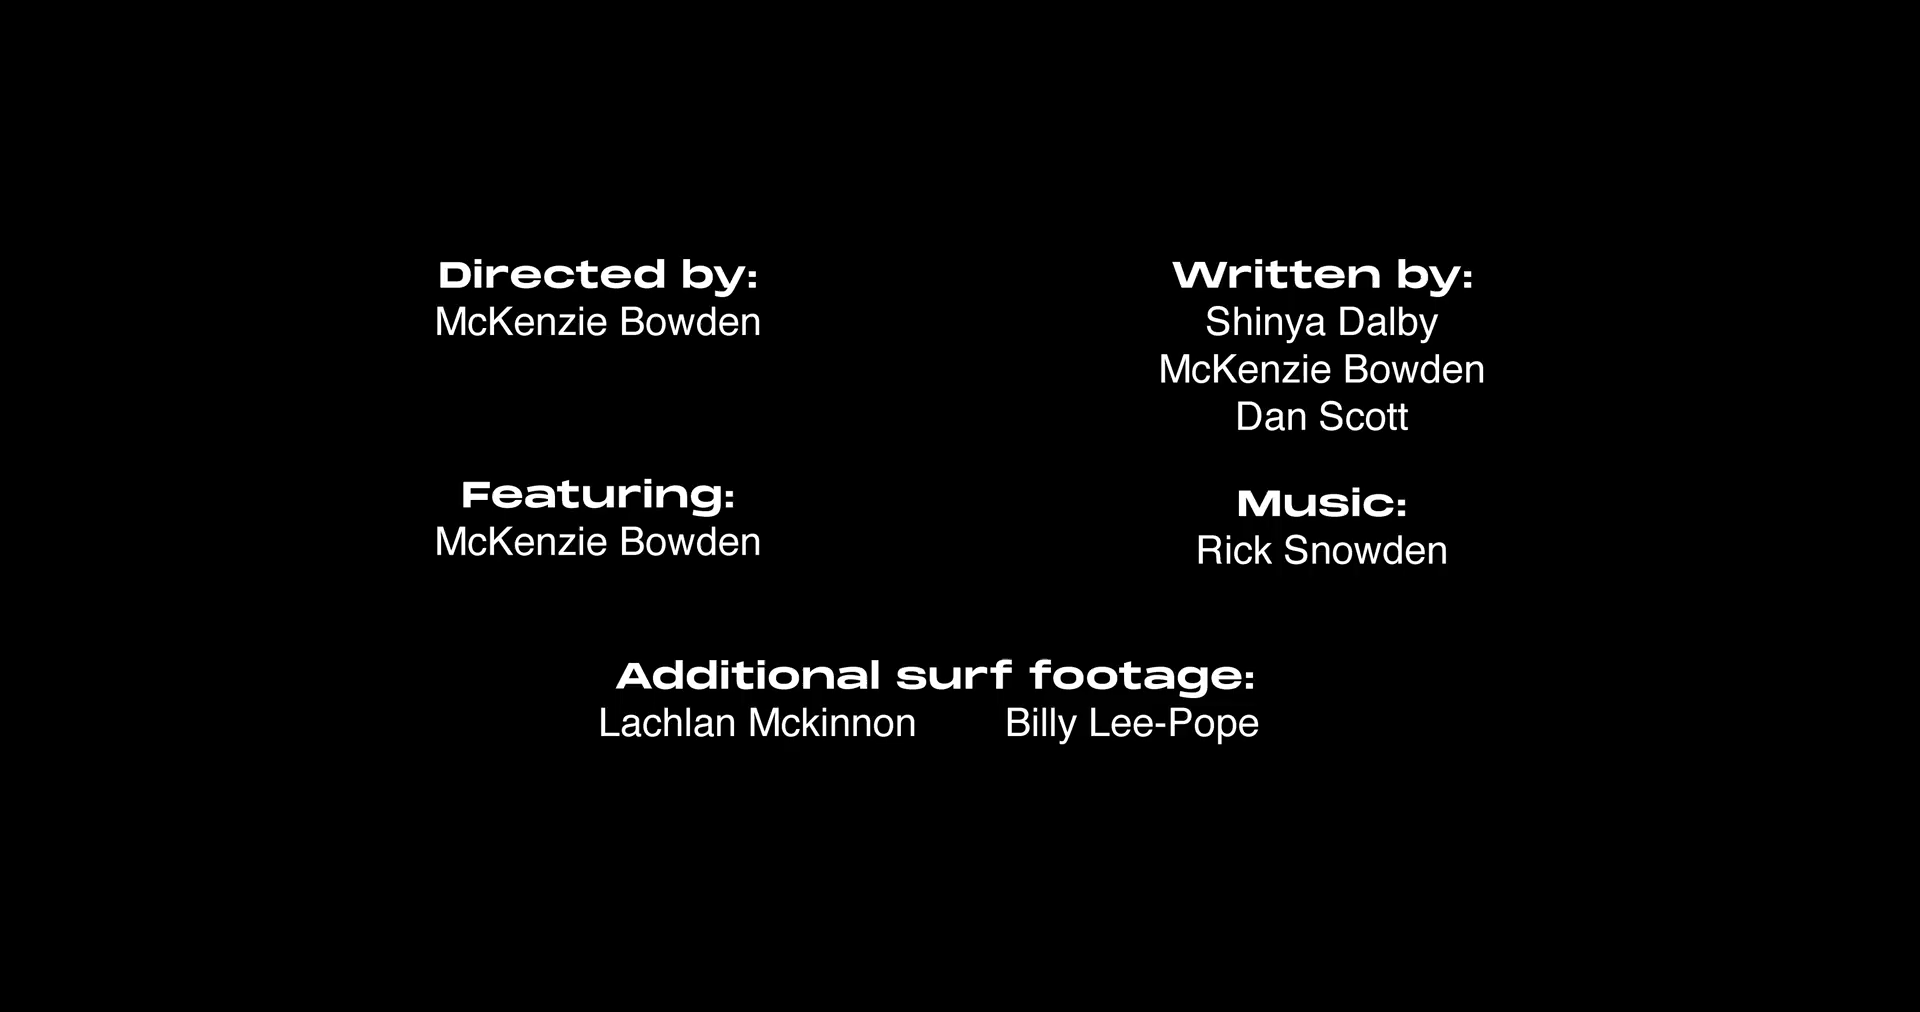 Directed by:
McKenzie Bowden
Written by:
Shinya Dalby
McKenzie Bowden
Dan Scott
Featuring:
McKenzie Bowden
Music:
Rick Snowden
Additional surf footage:
Lachlan Mckinnon Billy Lee-Pope